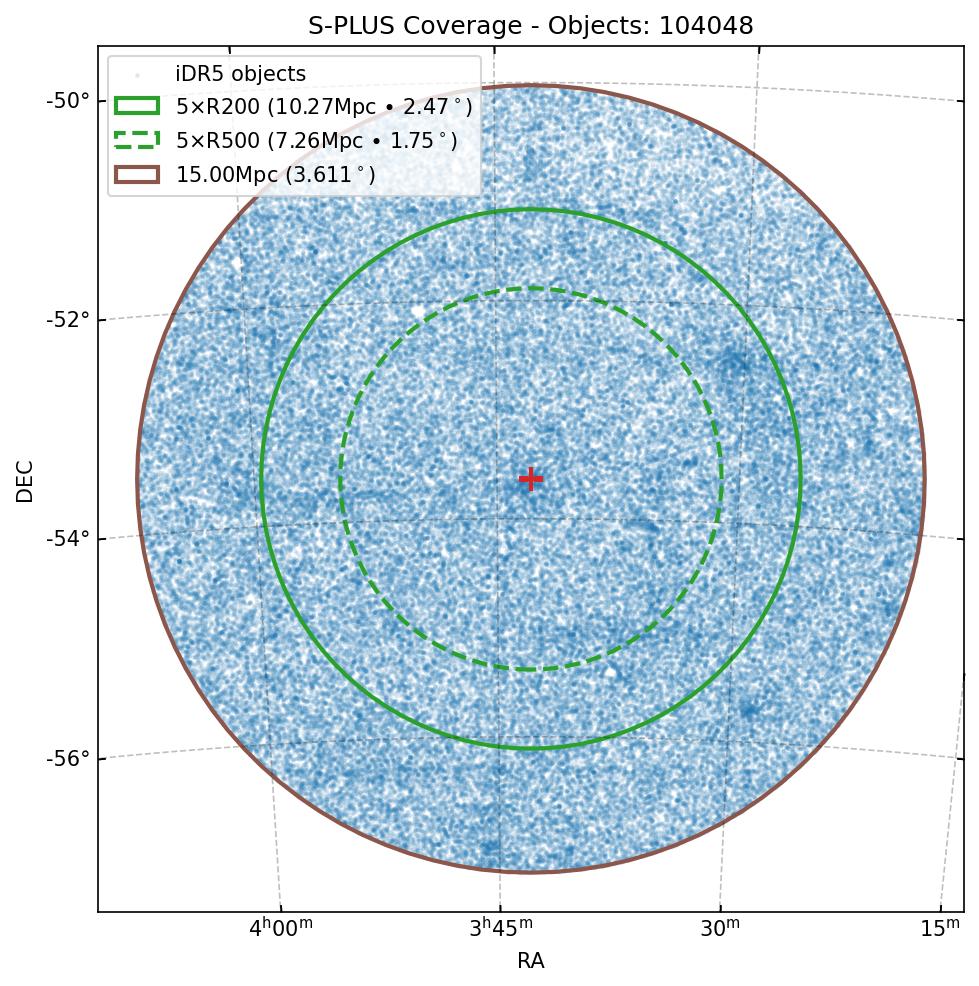 S-PLUS Coverage - Objects: 104048
iDR5 objects
5×R200 (10.27Mpc • 2.47°)
5×R500 (7.26Mpc • 1.75°)
15.00Mpc (3.611°)
-50°
-52°
-54°
-56°
DEC
4ʰ00ᵐ 3ʰ45ᵐ 30ᵐ 15ᵐ
RA